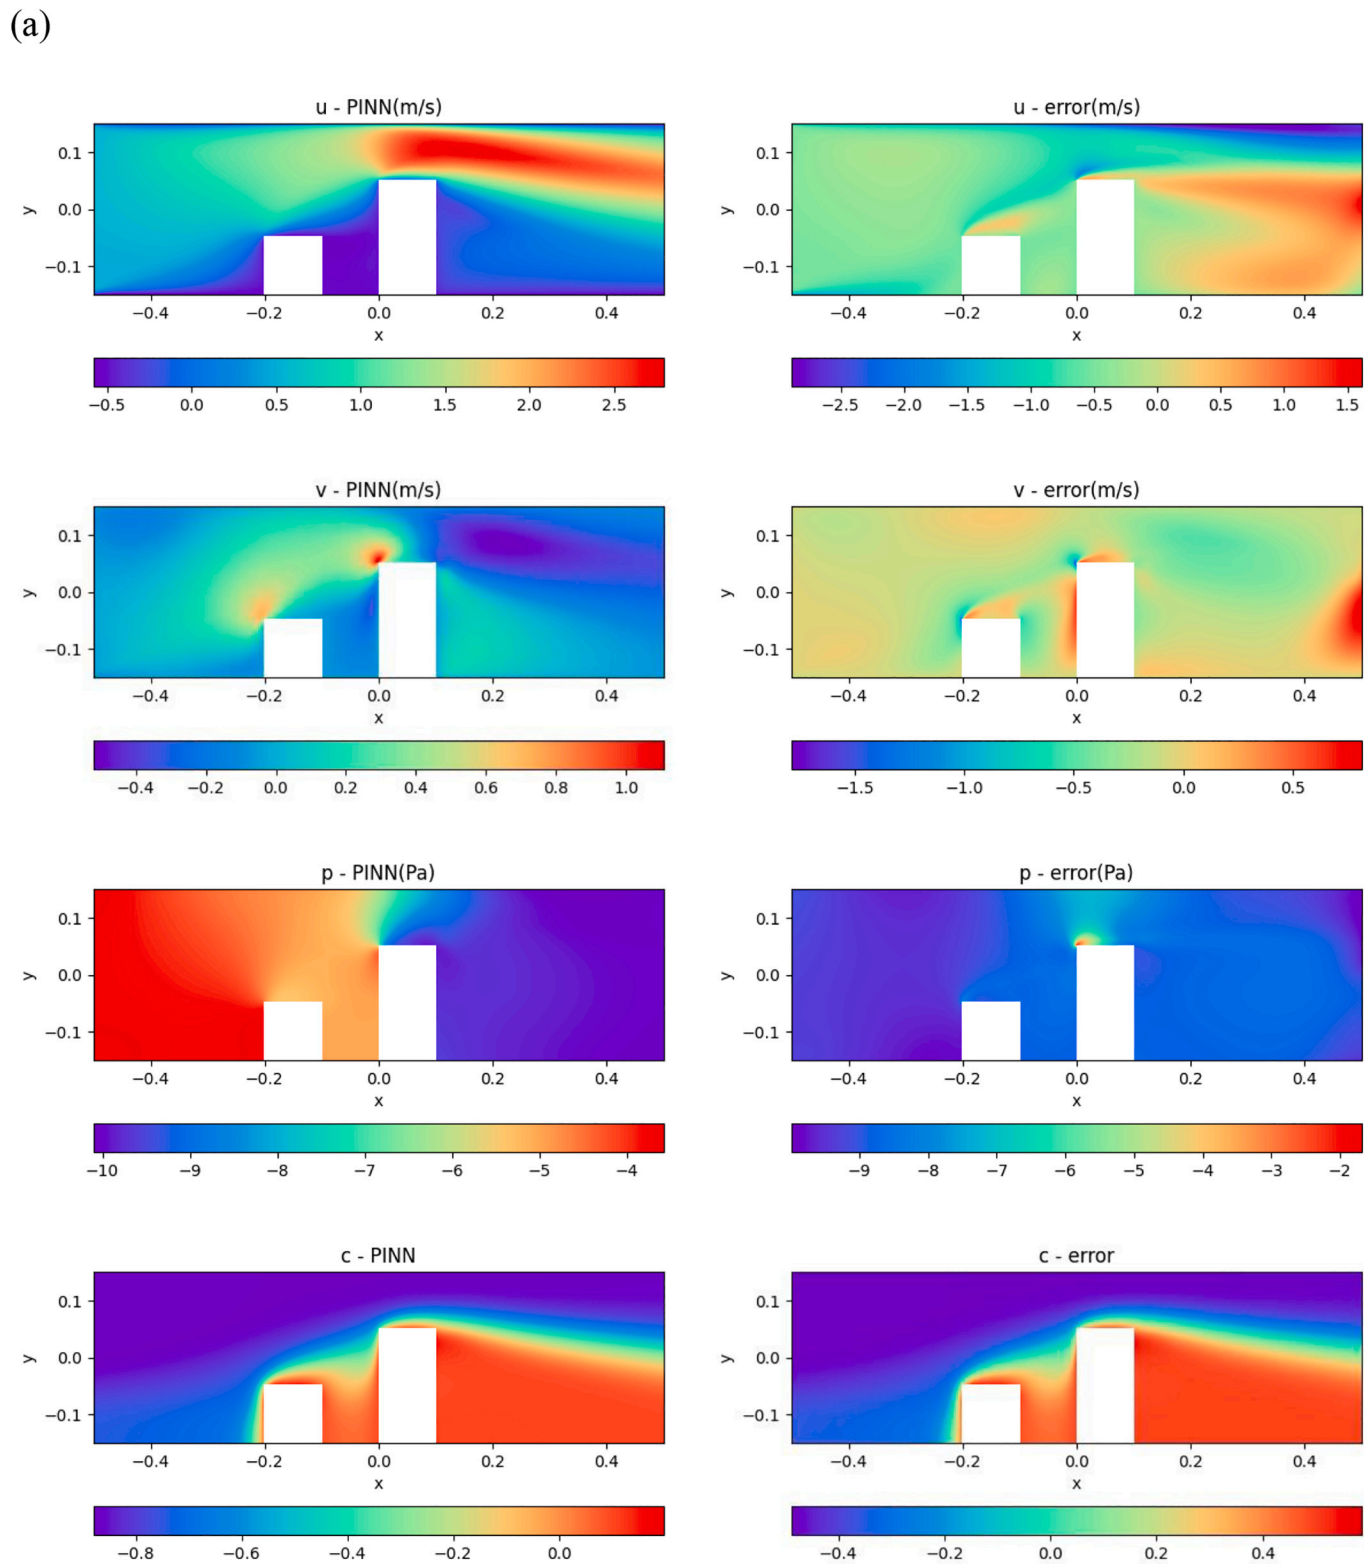 (a)
u - PINN(m/s)
u - error(m/s)
y
0.1
0.0
−0.1
−0.4 −0.2 0.0 0.2 0.4
x
−0.5 0.0 0.5 1.0 1.5 2.0 2.5
y
0.1
0.0
−0.1
−0.4 −0.2 0.0 0.2 0.4
x
−2.5 −2.0 −1.5 −1.0 −0.5 0.0 0.5 1.0 1.5
v - PINN(m/s)
v - error(m/s)
y
0.1
0.0
−0.1
−0.4 −0.2 0.0 0.2 0.4
x
−0.4 −0.2 0.0 0.2 0.4 0.6 0.8 1.0
y
0.1
0.0
−0.1
−0.4 −0.2 0.0 0.2 0.4
x
−1.5 −1.0 −0.5 0.0 0.5
p - PINN(Pa)
p - error(Pa)
y
0.1
0.0
−0.1
−0.4 −0.2 0.0 0.2 0.4
x
−10 −9 −8 −7 −6 −5 −4
y
0.1
0.0
−0.1
−0.4 −0.2 0.0 0.2 0.4
x
−9 −8 −7 −6 −5 −4 −3 −2
c - PINN
c - error
y
0.1
0.0
−0.1
−0.4 −0.2 0.0 0.2 0.4
x
−0.8 −0.6 −0.4 −0.2 0.0
y
0.1
0.0
−0.1
−0.4 −0.2 0.0 0.2 0.4
x
−0.4 −0.2 0.0 0.2 0.4